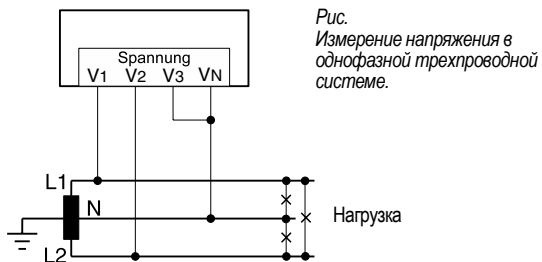 Рис.
Измерение напряжения в
однофазной трехпроводной
системе.
Spannung
V1 V2 V3 VN
L1
N
Нагрузка
L2